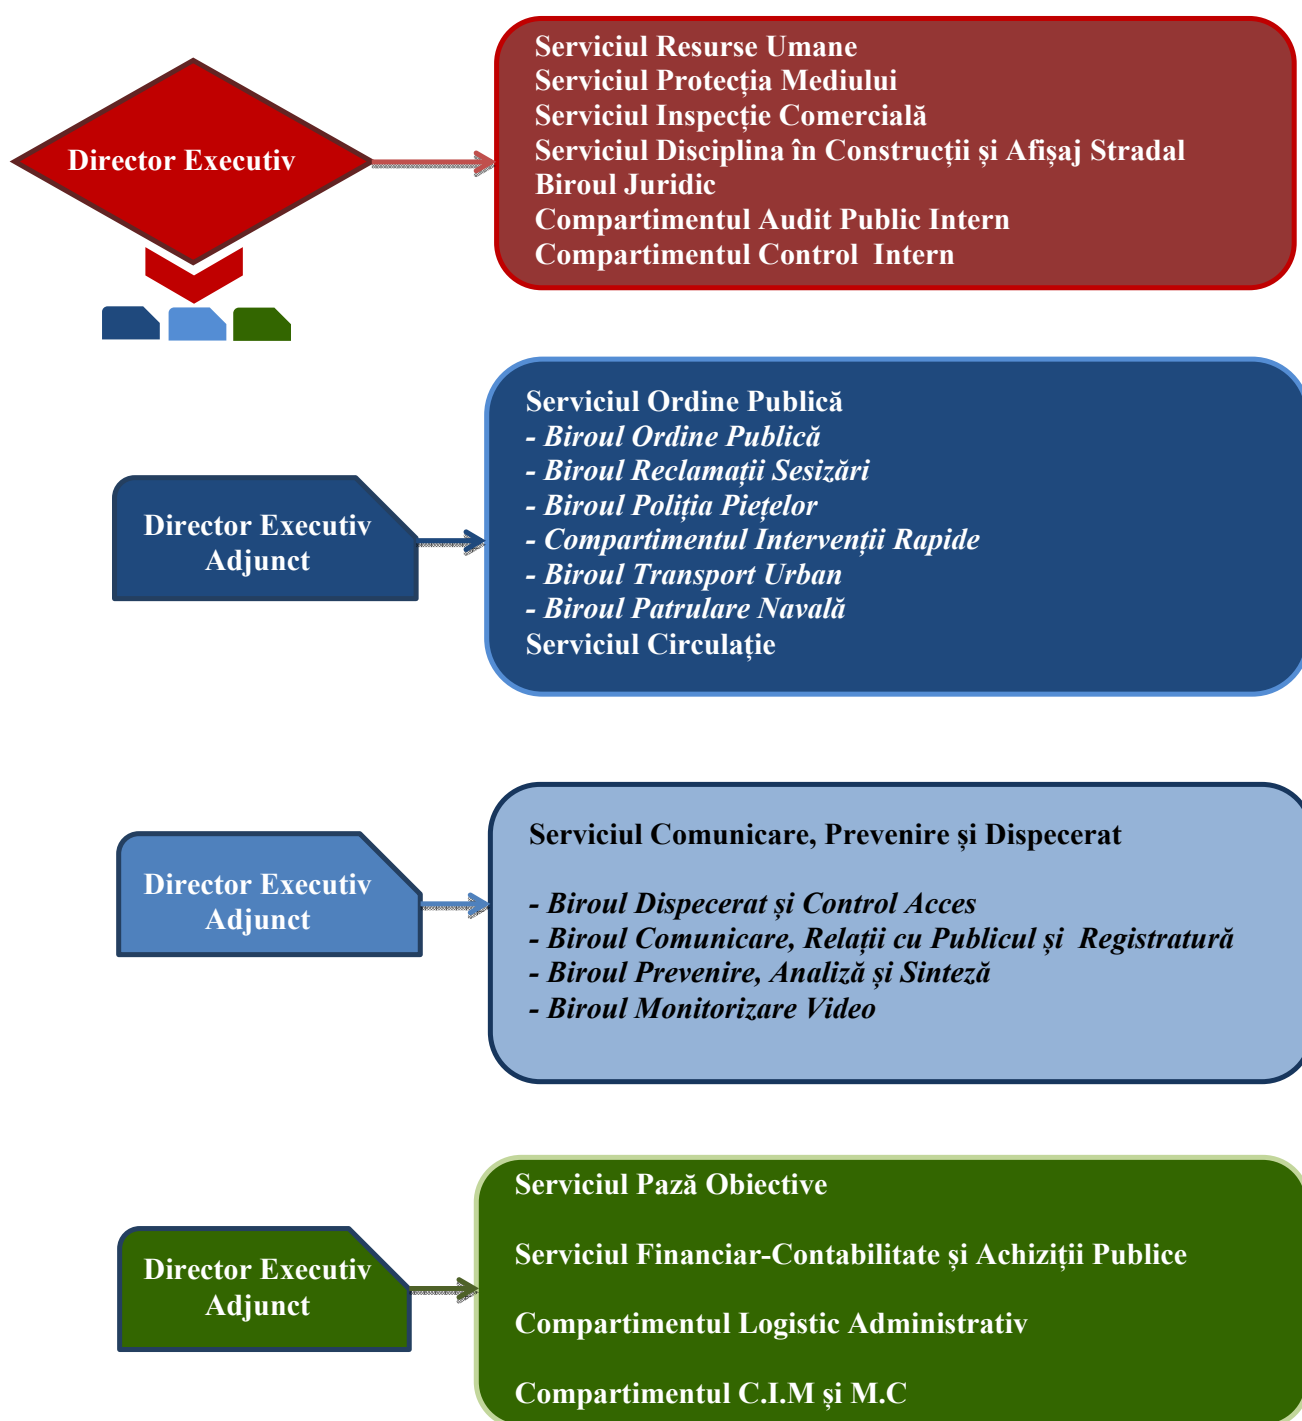 Director Executiv
Serviciul Resurse Umane
Serviciul Protecția Mediului
Serviciul Inspecție Comercială
Serviciul Disciplina în Construcții și Afișaj Stradal
Biroul Juridic
Compartimentul Audit Public Intern
Compartimentul Control  Intern
Director Executiv
Adjunct
Serviciul Ordine Publică
- Biroul Ordine Publică
- Biroul Reclamații Sesizări
- Biroul Poliția Piețelor
- Compartimentul Intervenții Rapide
- Biroul Transport Urban
- Biroul Patrulare Navală
Serviciul Circulație
Director Executiv
Adjunct
Serviciul Comunicare, Prevenire și Dispecerat
- Biroul Dispecerat și Control Acces
- Biroul Comunicare, Relații cu Publicul și  Registratură
- Biroul Prevenire, Analiză și Sinteză
- Biroul Monitorizare Video
Director Executiv
Adjunct
Serviciul Pază Obiective
Serviciul Financiar-Contabilitate și Achiziții Publice
Compartimentul Logistic Administrativ
Compartimentul C.I.M și M.C